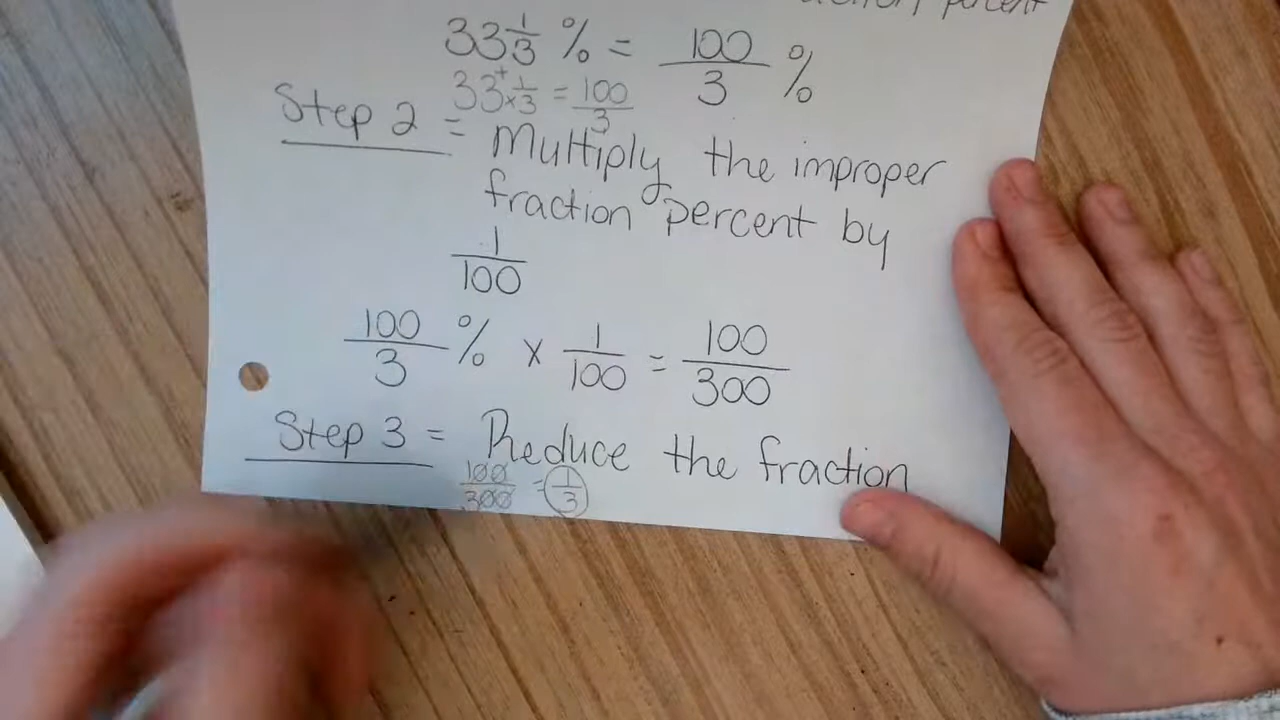 percent
33 1/3 % = 100/3 %
33 + × 1/3 = 100/3
Step 2 = Multiply the improper
fraction percent by
1/100
100/3 % x 1/100 = 100/300
Step 3 = Reduce the fraction
100/300 = 1/3